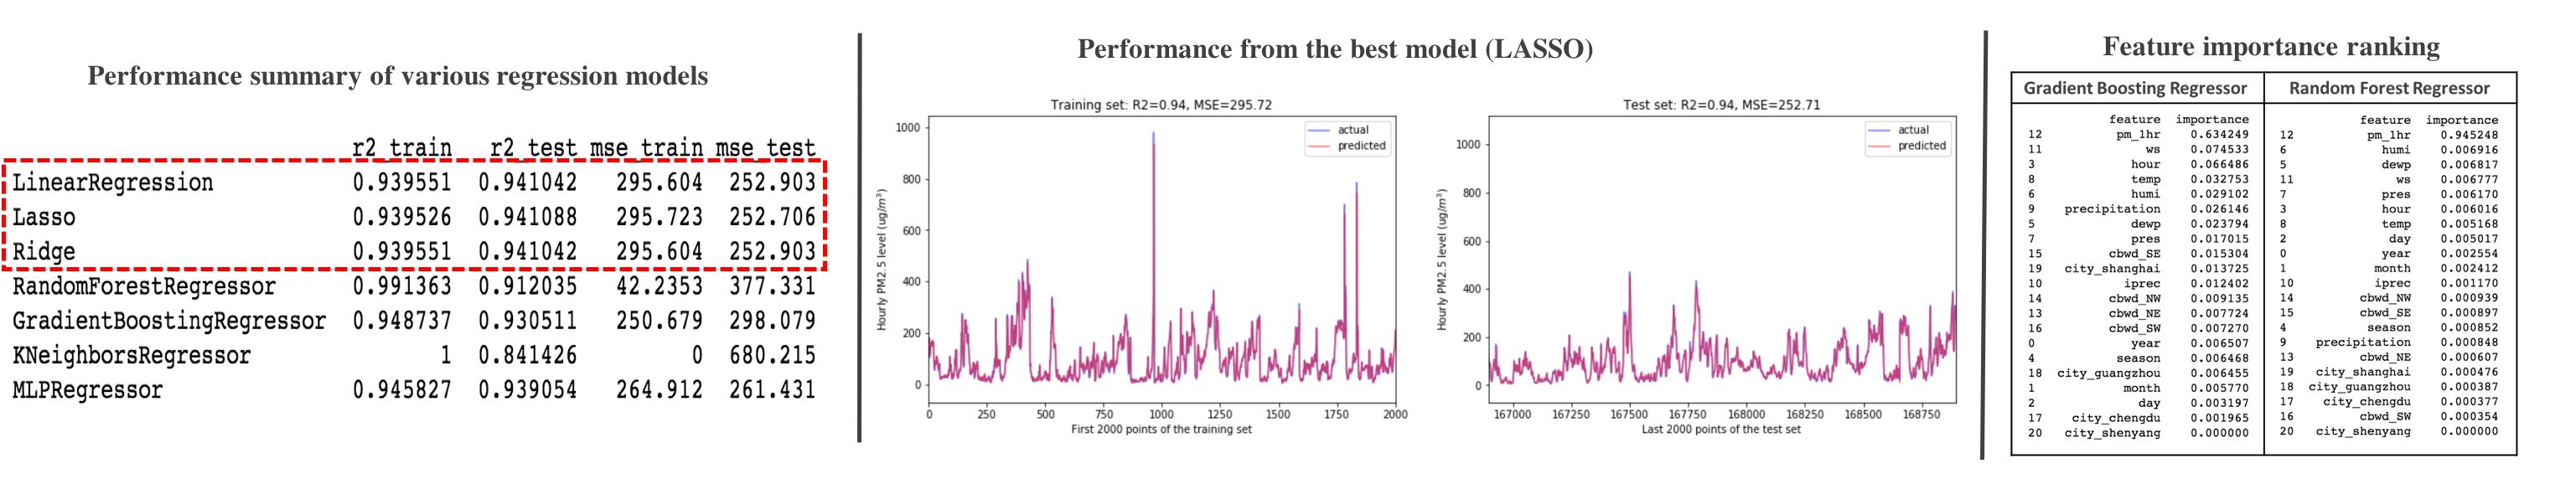 Performance summary of various regression models
r2_train r2_test mse_train mse_test
LinearRegression 0.939551 0.941042 295.604 252.903
Lasso 0.939526 0.941088 295.723 252.706
Ridge 0.939551 0.941042 295.604 252.903
RandomForestRegressor 0.991363 0.912035 42.2353 377.331
GradientBoostingRegressor 0.948737 0.930511 250.679 298.079
KNeighborsRegressor 1 0.841426 0 680.215
MLPRegressor 0.945827 0.939054 264.912 261.431
Performance from the best model (LASSO)
Training set: R2=0.94, MSE=295.72
actual
predicted
Hourly PM2.5 level (ug/m³)
1000
800
600
400
200
0
0 250 500 750 1000 1250 1500 1750 2000
First 2000 points of the training set
Test set: R2=0.94, MSE=252.71
actual
predicted
Hourly PM2.5 level (ug/m³)
1000
800
600
400
200
0
167000 167250 167500 167750 168000 168250 168500 168750
Last 2000 points of the test set
Feature importance ranking
Gradient Boosting Regressor
feature importance
12 pm_1hr 0.634249
11 ws 0.074533
3 hour 0.066486
8 temp 0.032753
6 humi 0.029102
9 precipitation 0.026146
5 dewp 0.023794
7 pres 0.017015
15 cbwd_SE 0.015304
19 city_shanghai 0.013725
10 iprec 0.012402
14 cbwd_NW 0.009135
13 cbwd_NE 0.007724
16 cbwd_SW 0.007270
0 year 0.006507
4 season 0.006468
18 city_guangzhou 0.006455
1 month 0.005770
2 day 0.003197
17 city_chengdu 0.001965
20 city_shenyang 0.000000
Random Forest Regressor
feature importance
12 pm_1hr 0.945248
6 humi 0.006916
5 dewp 0.006817
11 ws 0.006777
7 pres 0.006170
3 hour 0.006016
8 temp 0.005168
2 day 0.005017
0 year 0.002554
1 month 0.002412
10 iprec 0.001170
14 cbwd_NW 0.000939
15 cbwd_SE 0.000897
4 season 0.000852
9 precipitation 0.000848
13 cbwd_NE 0.000607
19 city_shanghai 0.000476
18 city_guangzhou 0.000387
17 city_chengdu 0.000377
16 cbwd_SW 0.000354
20 city_shenyang 0.000000